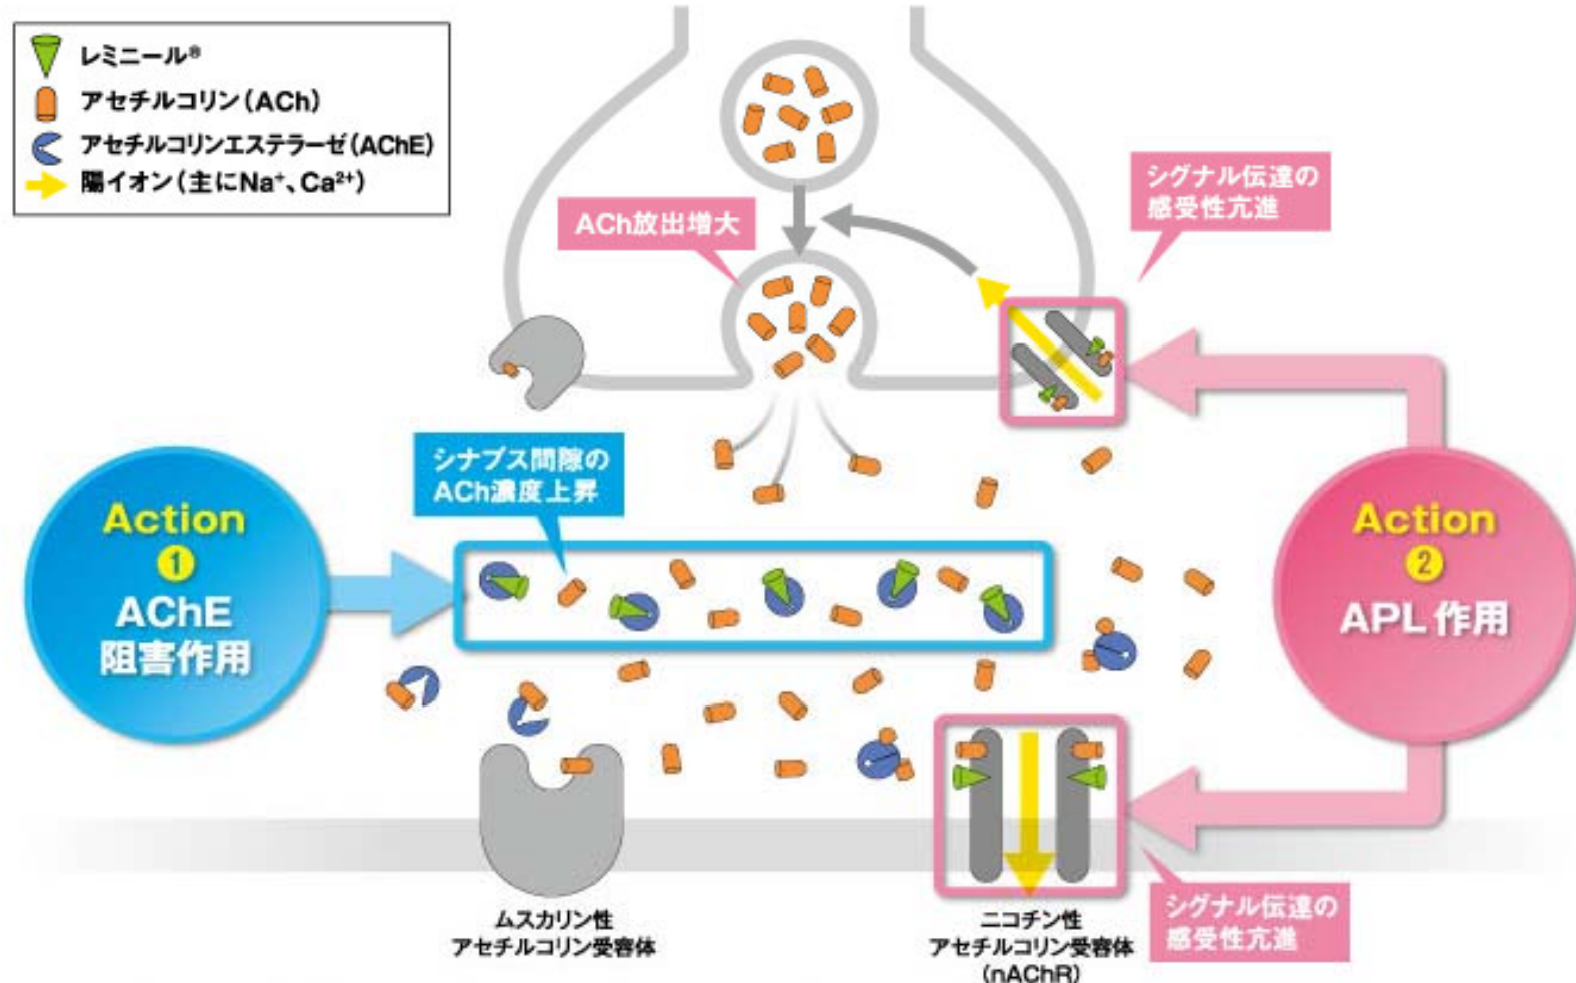 レミニール®
アセチルコリン(ACh)
アセチルコリンエステラーゼ(AChE)
陽イオン(主にNa⁺、Ca²⁺)
シグナル伝達の
感受性亢進
ACh放出増大
シナプス間隙の
ACh濃度上昇
Action
1
AChE
阻害作用
Action
2
APL作用
ムスカリン性
アセチルコリン受容体
ニコチン性
アセチルコリン受容体
(nAChR)
シグナル伝達の
感受性亢進